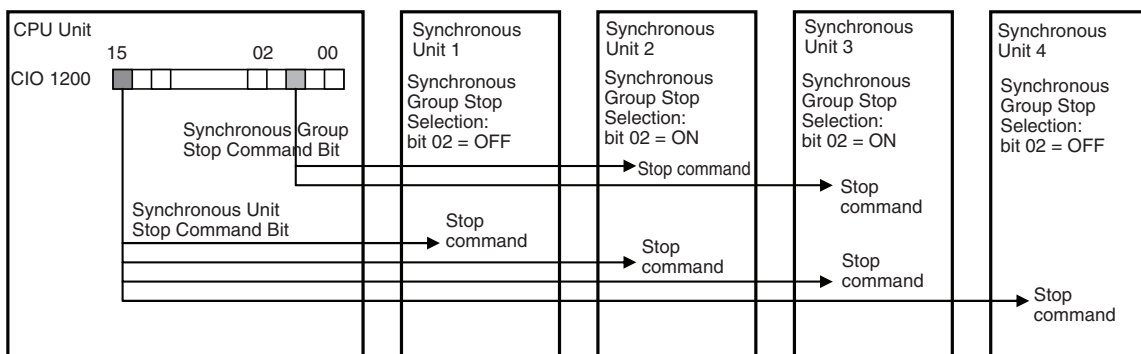 CPU Unit
15 02 00
CIO 1200
Synchronous Group
Stop Command Bit
Synchronous Unit
Stop Command Bit
Synchronous
Unit 1
Synchronous
Group Stop
Selection:
bit 02 = OFF
Stop
command
Synchronous
Unit 2
Synchronous
Group Stop
Selection:
bit 02 = ON
Stop command
Stop
command
Synchronous
Unit 3
Synchronous
Group Stop
Selection:
bit 02 = ON
Stop
command
Stop
command
Synchronous
Unit 4
Synchronous
Group Stop
Selection:
bit 02 = OFF
Stop
command